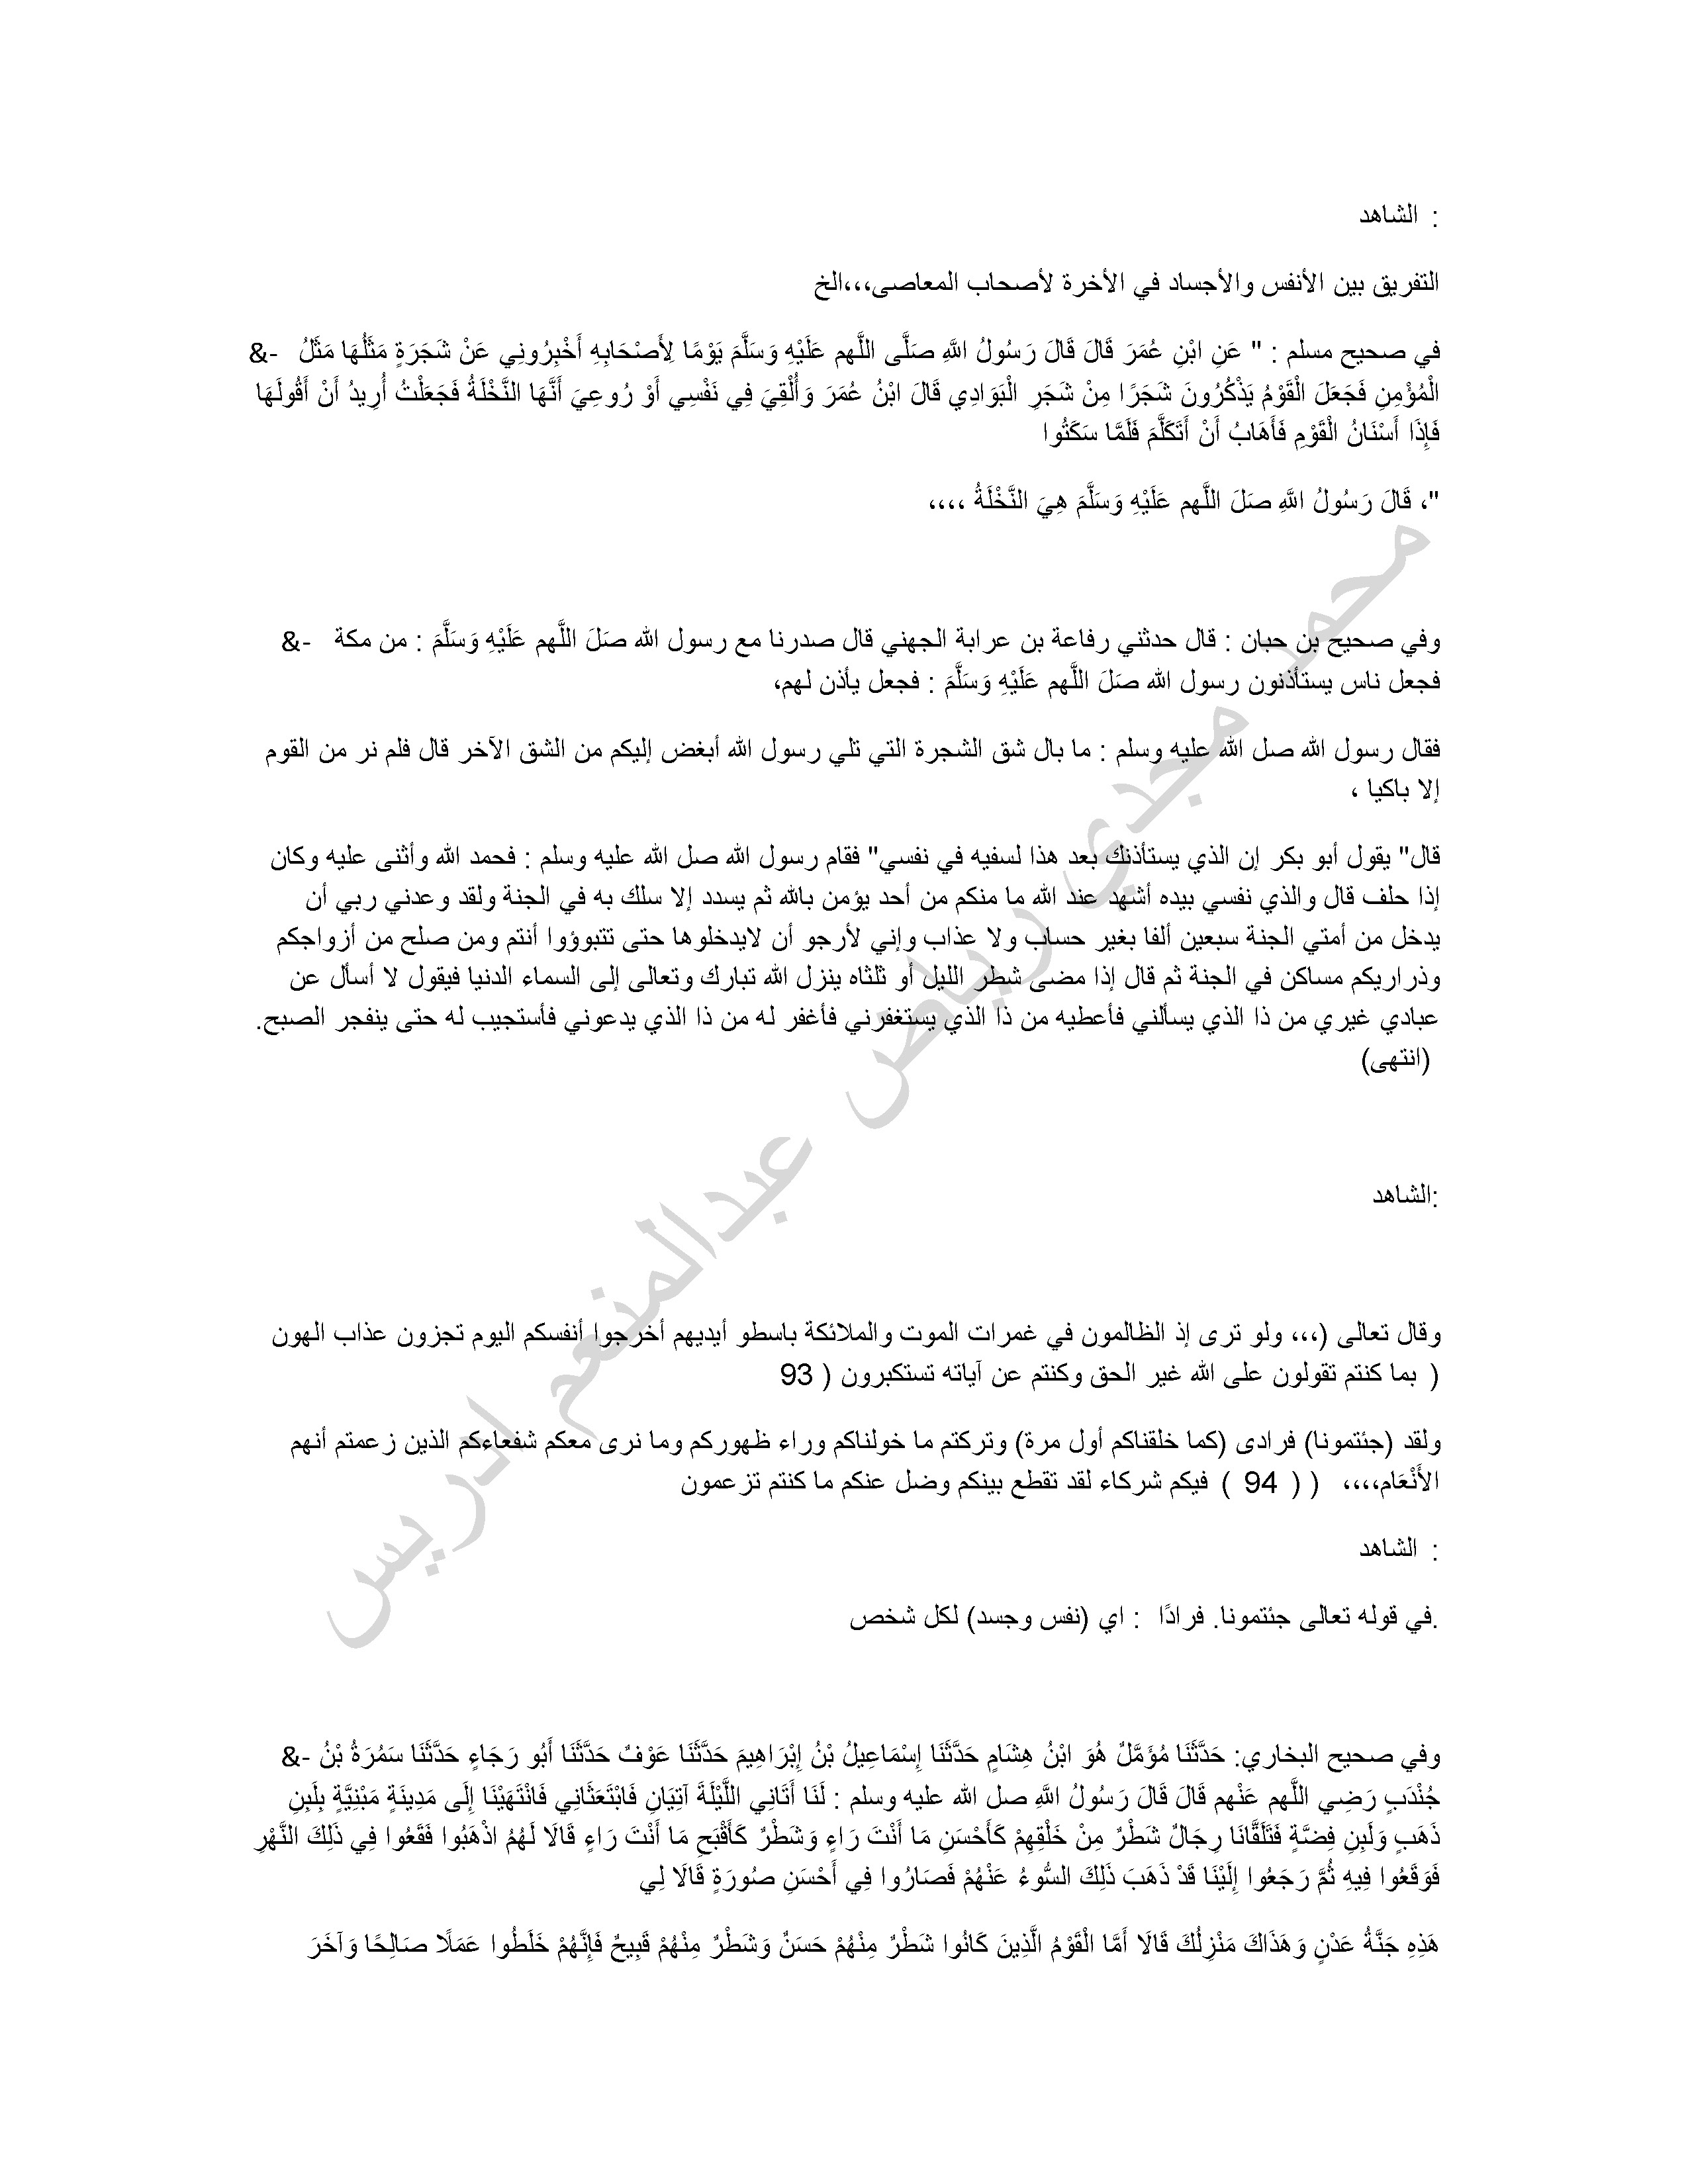 : الشاهد
التفريق بين الأنفس والأجساد في الأخرة لأصحاب المعاصى،،،الخ
في صحيح مسلم : " عَنِ ابْنِ عُمَرَ قَالَ قَالَ رَسُولُ اللَّهِ صَلَّى اللَّهم عَلَيْهِ وَسَلَّمَ يَوْمًا لِأَصْحَابِهِ أَخْبِرُونِي عَنْ شَجَرَةٍ مَثَلُهَا مَثَلُ -&
الْمُؤْمِنِ فَجَعَلَ الْقَوْمُ يَذْكُرُونَ شَجَرًا مِنْ شَجَرِ الْبَوَادِي قَالَ ابْنُ عُمَرَ وَأُلْقِيَ فِي نَفْسِي أَوْ رُوعِيَ أَنَّهَا النَّخْلَةُ فَجَعَلْتُ أُرِيدُ أَنْ أَقُولَهَا
فَإِذَا أَسْنَانُ الْقَوْمِ فَأَهَابُ أَنْ أَتَكَلَّمَ فَلَمَّا سَكَتُوا
"، قَالَ رَسُولُ اللَّهِ صَلَ اللَّهم عَلَيْهِ وَسَلَّمَ هِيَ النَّخْلَةُ ،،،،
وفي صحيح بن حبان : قال حدثني رفاعة بن عرابة الجهني قال صدرنا مع رسول الله صَلَ اللَّهم عَلَيْهِ وَسَلَّمَ : من مكة -&
فجعل ناس يستأذنون رسول الله صَلَ اللَّهم عَلَيْهِ وَسَلَّمَ : فجعل يأذن لهم،
فقال رسول الله صل الله عليه وسلم : ما بال شق الشجرة التي تلي رسول الله أبغض إليكم من الشق الآخر قال فلم نر من القوم
إلا باكيا ،
قال" يقول أبو بكر إن الذي يستأذنك بعد هذا لسفيه في نفسي" فقام رسول الله صل الله عليه وسلم : فحمد الله وأثنى عليه وكان
إذا حلف قال والذي نفسي بيده أشهد عند الله ما منكم من أحد يؤمن بالله ثم يسدد إلا سلك به في الجنة ولقد وعدني ربي أن
يدخل من أمتي الجنة سبعين ألفا بغير حساب ولا عذاب وإني لأرجو أن لايدخلوها حتى تتبوؤوا أنتم ومن صلح من أزواجكم
وذراريكم مساكن في الجنة ثم قال إذا مضى شطر الليل أو ثلثاه ينزل الله تبارك وتعالى إلى السماء الدنيا فيقول لا أسأل عن
عبادي غيري من ذا الذي يسألني فأعطيه من ذا الذي يستغفرني فأغفر له من ذا الذي يدعوني فأستجيب له حتى ينفجر الصبح.
(انتهى)
:الشاهد
وقال تعالى (،،، ولو ترى إذ الظالمون في غمرات الموت والملائكة باسطو أيديهم أخرجوا أنفسكم اليوم تجزون عذاب الهون
( بما كنتم تقولون على الله غير الحق وكنتم عن آياته تستكبرون ( 93
ولقد (جئتمونا) فرادى (كما خلقناكم أول مرة) وتركتم ما خولناكم وراء ظهوركم وما نرى معكم شفعاءكم الذين زعمتم أنهم
الأَنْعَام،،،، ( ( 94 ) فيكم شركاء لقد تقطع بينكم وضل عنكم ما كنتم تزعمون
: الشاهد
.في قوله تعالى جئتمونا. فرادًا : اي (نفس وجسد) لكل شخص
وفي صحيح البخاري: حَدَّثَنَا مُؤَمَّلٌ هُوَ ابْنُ هِشَامٍ حَدَّثَنَا إِسْمَاعِيلُ بْنُ إِبْرَاهِيمَ حَدَّثَنَا عَوْفٌ حَدَّثَنَا أَبُو رَجَاءٍ حَدَّثَنَا سَمُرَةُ بْنُ -&
جُنْدَبٍ رَضِي اللَّهم عَنْهم قَالَ قَالَ رَسُولُ اللَّهِ صل الله عليه وسلم : لَنَا أَتَانِي اللَّيْلَةَ آتِيَانِ فَابْتَعَثَانِي فَانْتَهَيْنَا إِلَى مَدِينَةٍ مَبْنِيَّةٍ بِلَبِنِ
ذَهَبٍ وَلَبِنِ فِضَّةٍ فَتَلَقَّانَا رِجَالٌ شَطْرٌ مِنْ خَلْقِهِمْ كَأَحْسَنِ مَا أَنْتَ رَاءٍ وَشَطْرٌ كَأَقْبَحِ مَا أَنْتَ رَاءٍ قَالَا لَهُمُ اذْهَبُوا فَقَعُوا فِي ذَلِكَ النَّهْرِ
فَوَقَعُوا فِيهِ ثُمَّ رَجَعُوا إِلَيْنَا قَدْ ذَهَبَ ذَلِكَ السُّوءُ عَنْهُمْ فَصَارُوا فِي أَحْسَنِ صُورَةٍ قَالَا لِي
هَذِهِ جَنَّةُ عَدْنٍ وَهَذَاكَ مَنْزِلُكَ قَالَا أَمَّا الْقَوْمُ الَّذِينَ كَانُوا شَطْرٌ مِنْهُمْ حَسَنٌ وَشَطْرٌ مِنْهُمْ قَبِيحٌ فَإِنَّهُمْ خَلَطُوا عَمَلًا صَالِحًا وَآخَرَ
محمد مجدي رياض عبدالمنعم ادريس